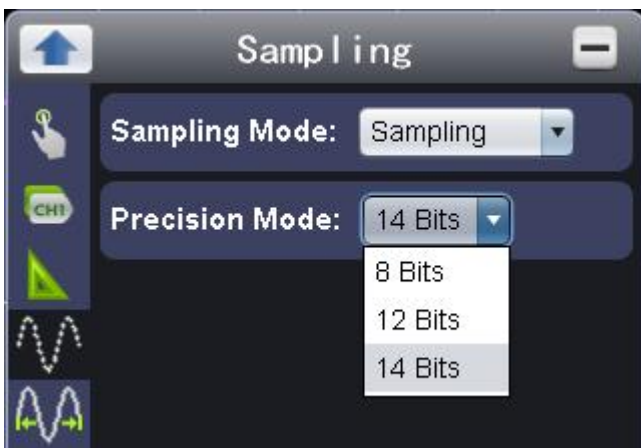 Sampling
Sampling Mode: Sampling
CH1
Precision Mode: 14 Bits
8 Bits
12 Bits
14 Bits